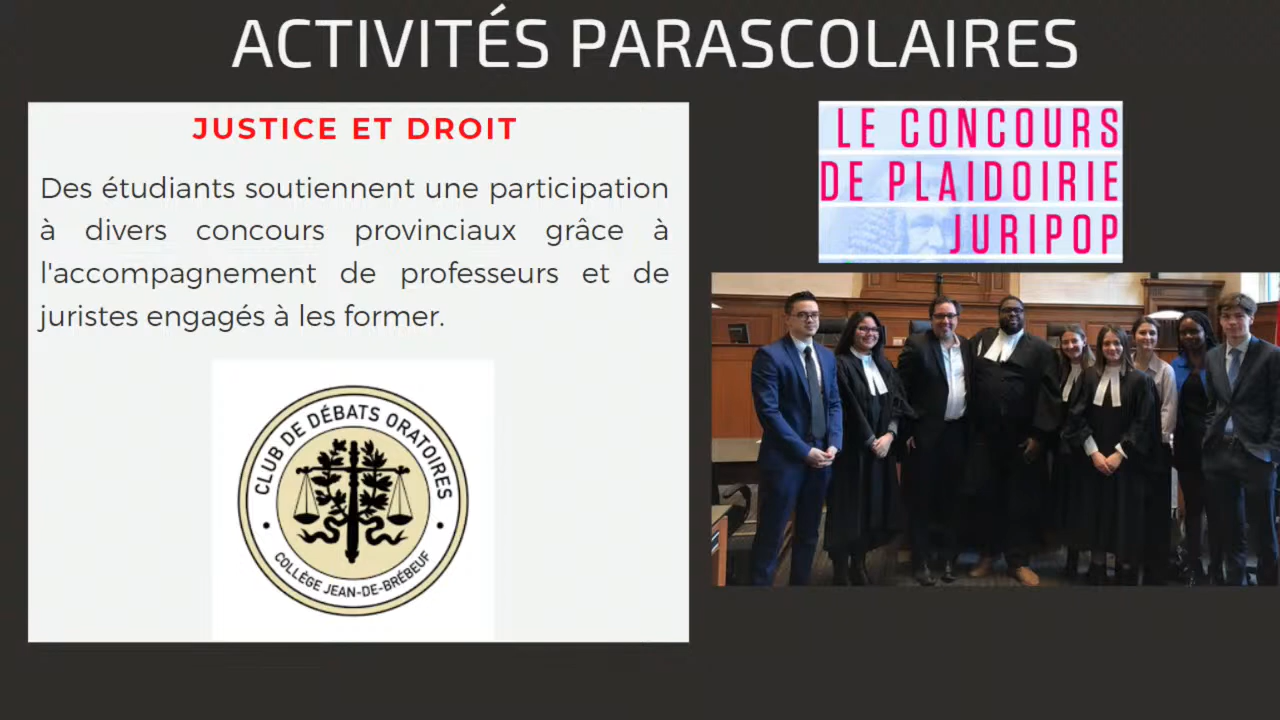 ACTIVITÉS PARASCOLAIRES
JUSTICE ET DROIT
Des étudiants soutiennent une participation
à divers concours provinciaux grâce à
l'accompagnement de professeurs et de
juristes engagés à les former.
CLUB DE DÉBATS ORATOIRES
COLLÈGE JEAN-DE-BRÉBEUF
LE CONCOURS
DE PLAIDOIRIE
JURIPOP